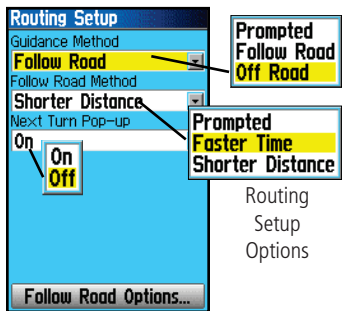 Routing Setup
Guidance Method
Follow Road
Follow Road Method
Shorter Distance
Next Turn Pop-up
On
On
Off
Follow Road Options...
Prompted
Follow Road
Off Road
Prompted
Faster Time
Shorter Distance
Routing
Setup
Options